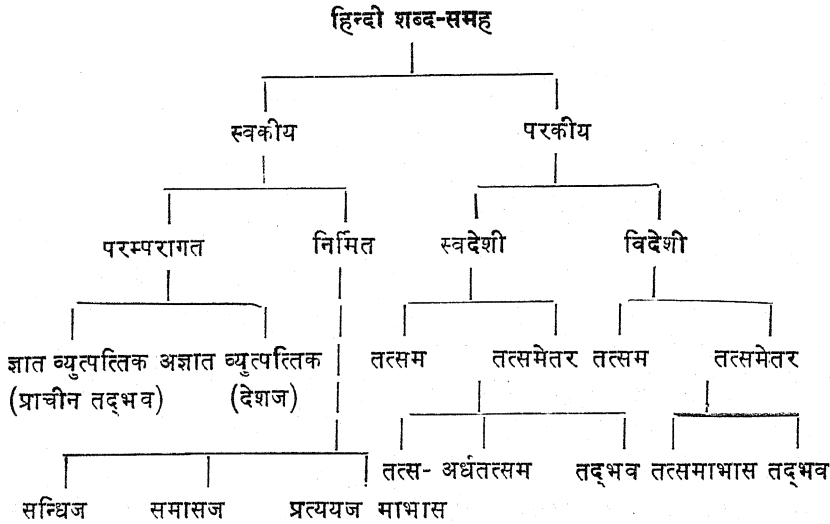 हिन्दी शब्द-समह
स्वकीय परकीय
परम्परागत निर्मित स्वदेशी विदेशी
ज्ञात व्युत्पत्तिक अज्ञात व्युत्पत्तिक तत्सम तत्समेतर तत्सम तत्समेतर
(प्राचीन तद्भव) (देशज)
तत्स- अर्धतत्सम तद्भव तत्समाभास तद्भव
सन्धिज समासज प्रत्ययज माभास